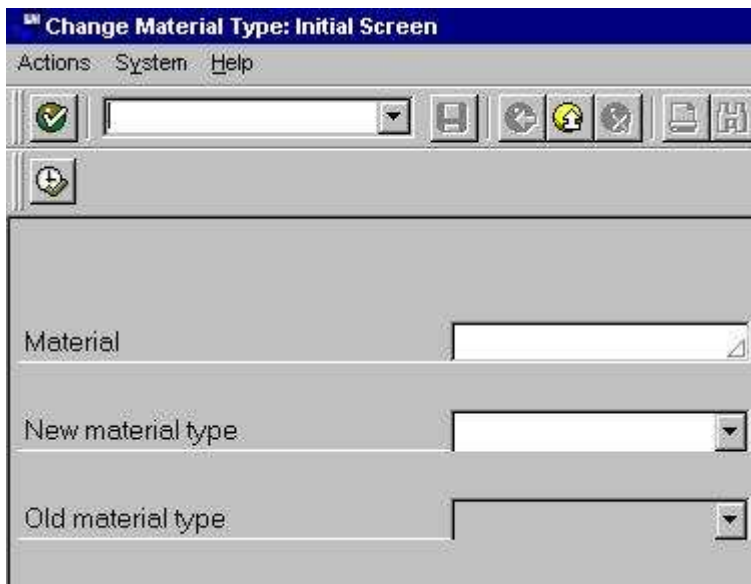 Change Material Type: Initial Screen
Actions System Help
Material
New material type
Old material type